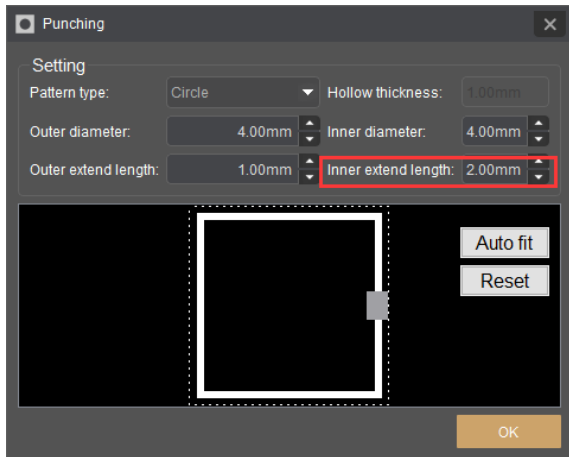 Punching
Setting
Pattern type: Circle Hollow thickness: 1.00mm
Outer diameter: 4.00mm Inner diameter: 4.00mm
Outer extend length: 1.00mm Inner extend length: 2.00mm
Auto fit
Reset
OK